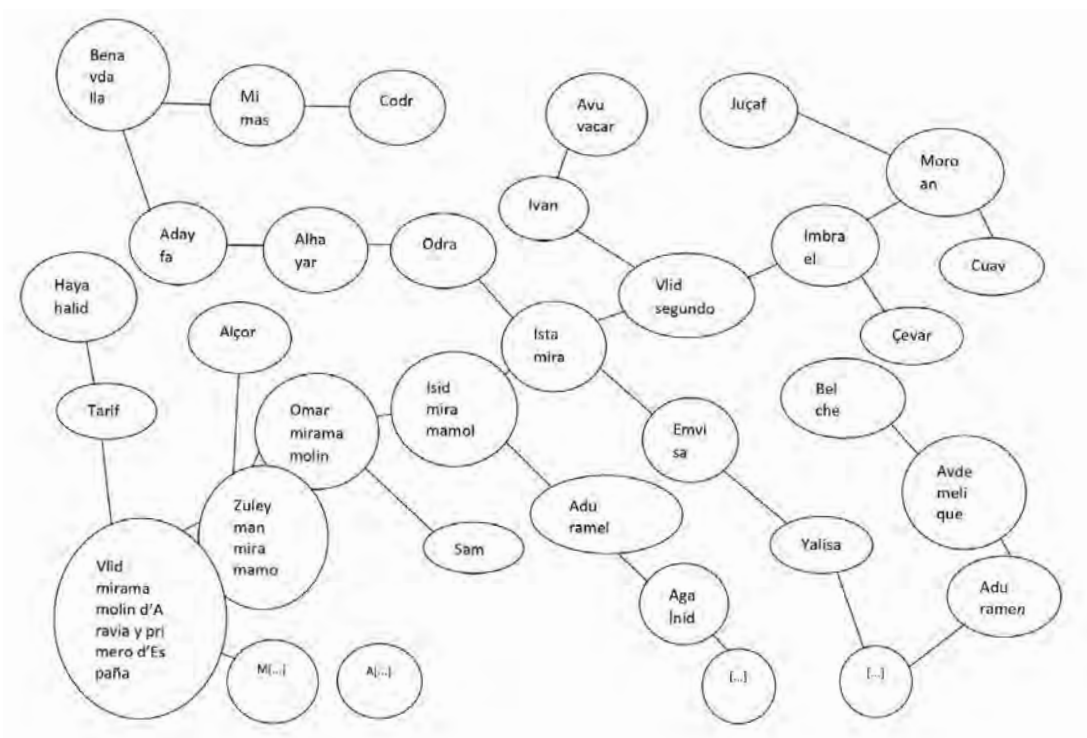 Bena
vda
lla
Mi
mas
Codr
Avu
vacar
Juçaf
Moro
an
Ivan
Aday
fa
Alha
yar
Odra
Imbra
el
Cuav
Haya
halid
Vlid
segundo
Alçor
Ista
mira
Çevar
Tarif
Omar
mirama
molin
Isid
mira
mamol
Emvi
sa
Bel
che
Avde
meli
que
Zuley
man
mira
mamo
Sam
Adu
ramel
Yalisa
Vlid
mirama
molin d'A
ravia y pri
mero d'Es
paña
Aga
Inid
Adu
ramen
M[...]
A[...]
[...]
[...]